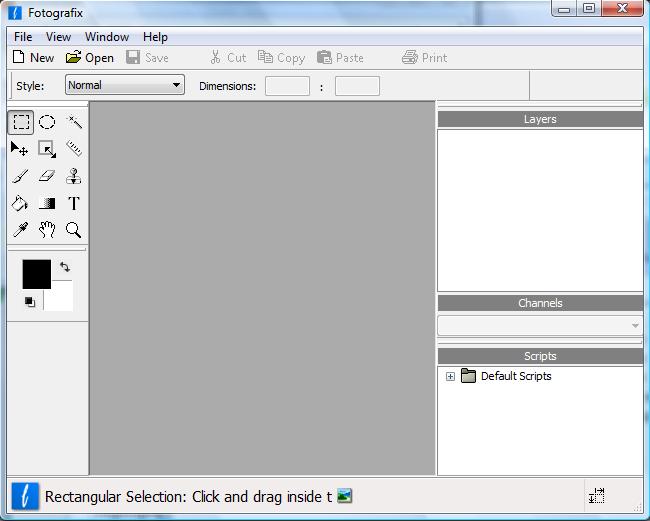 Fotografix
File View Window Help
New Open Save Cut Copy Paste Print
Style: Normal Dimensions: :
Layers
T
Channels
Scripts
Default Scripts
Rectangular Selection: Click and drag inside t